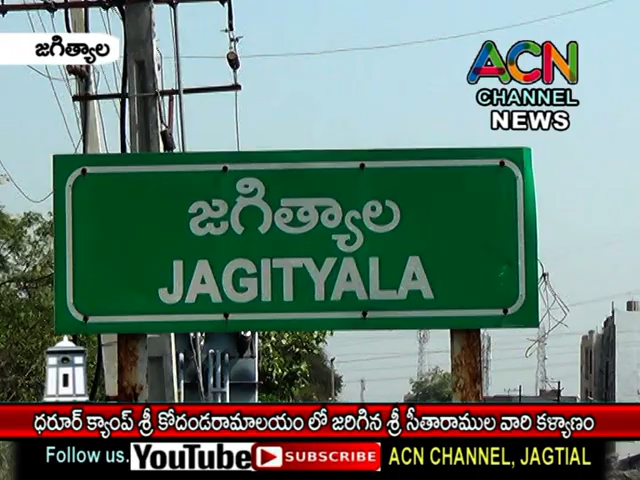 జగిత్యాల
ACN
CHANNEL
NEWS
జగిత్యాల
JAGITYALA
ధరూర్ క్యాంప్ శ్రీ కోదండరామాలయం లో జరిగిన శ్రీ సీతారాముల వారి కళ్యాణం
Follow us. YouTube SUBSCRIBE ACN CHANNEL, JAGTIAL